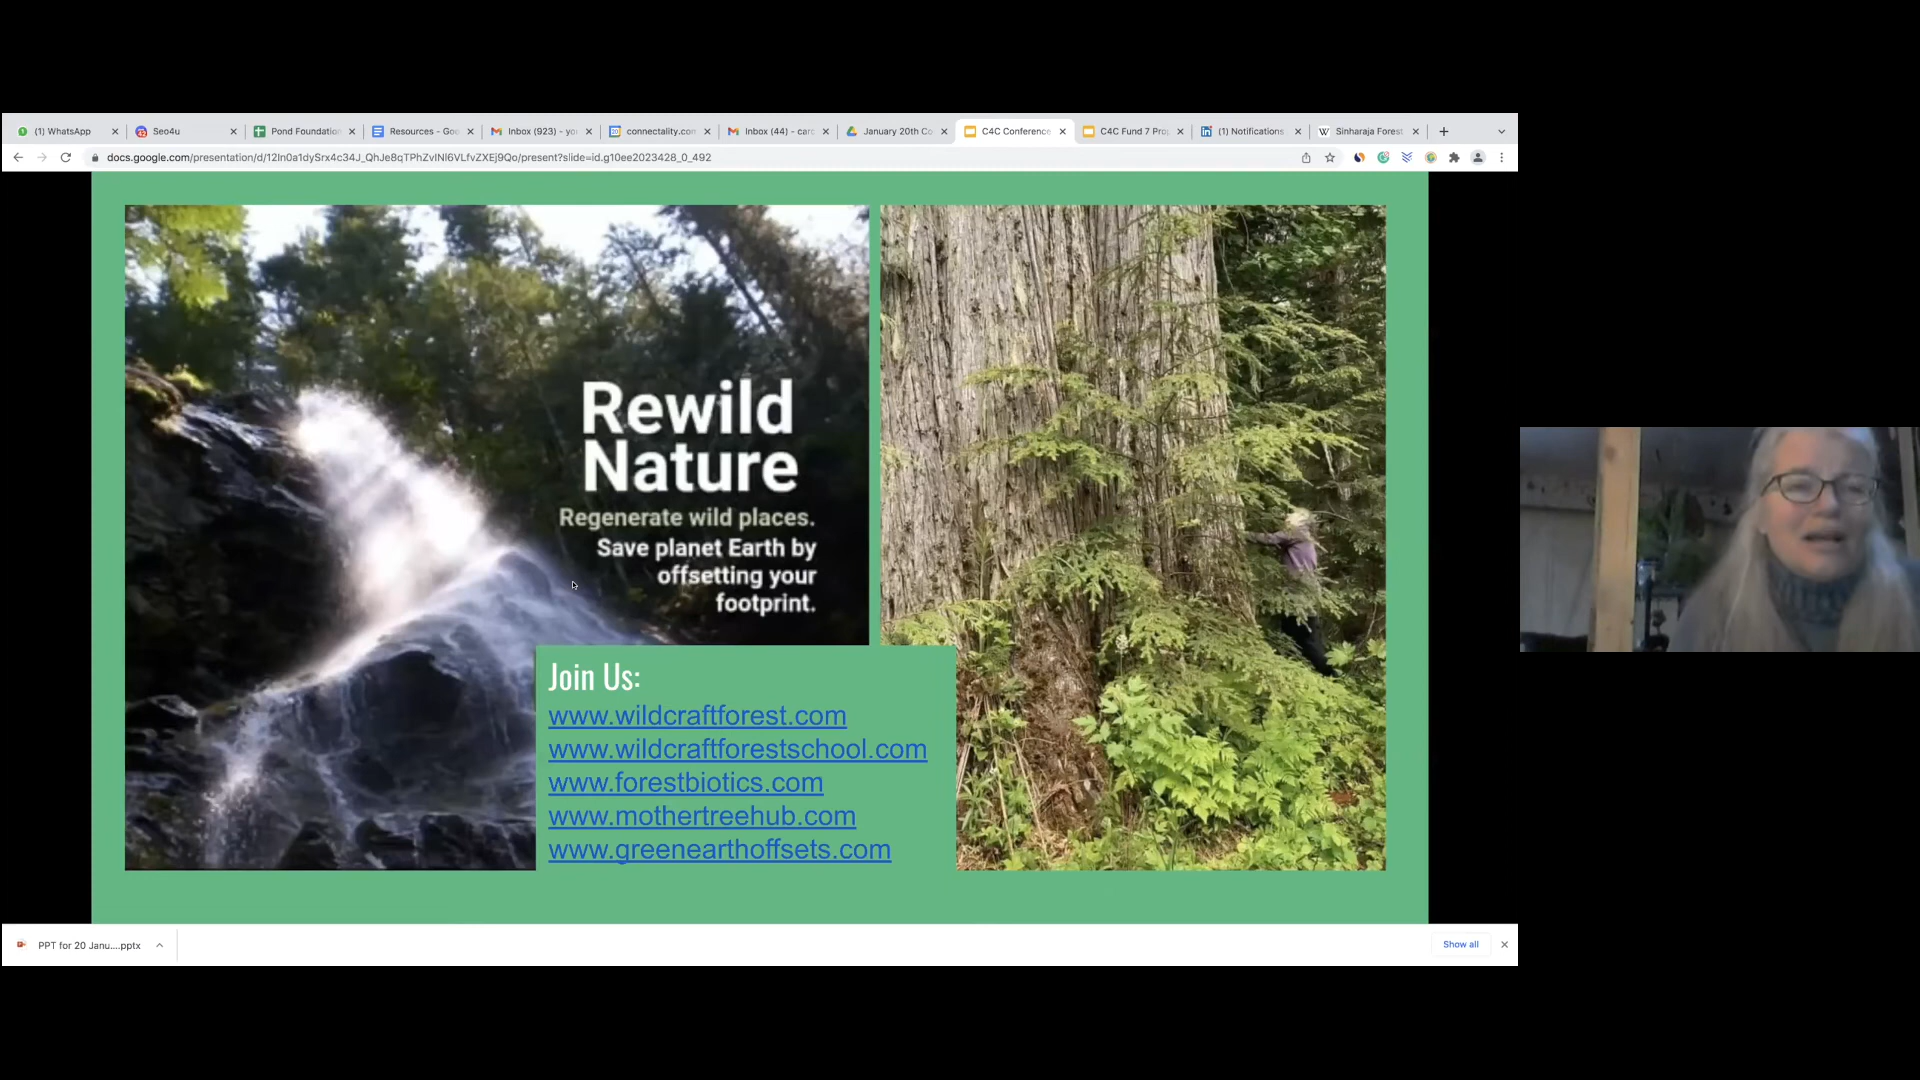 (1) WhatsApp
Seo4u
Pond Foundation
Resources - Goo
Inbox (923) - yo
connectality.com
Inbox (44) - caro
January 20th Co
C4C Conference
C4C Fund 7 Prop
(1) Notifications
Sinharaja Forest
docs.google.com/presentation/d/12In0a1dySrx4c34J_QhJe8qTPhZvINl6VLfvZXEj9Qo/present?slide=id.g10ee2023428_0_492
Rewild
Nature
Regenerate wild places.
Save planet Earth by
offsetting your
footprint.
Join Us:
www.wildcraftforest.com
www.wildcraftforestschool.com
www.forestbiotics.com
www.mothertreehub.com
www.greenearthoffsets.com
PPT for 20 Janu....pptx
Show all